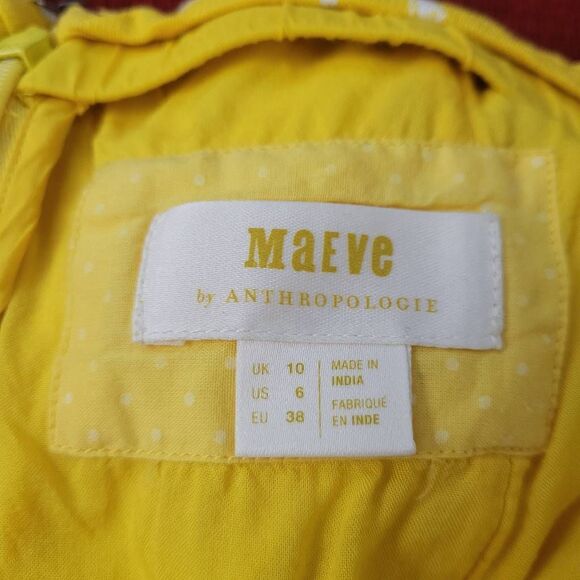 MaEVe
by ANTHROPOLOGIE
UK 10
US 6
EU 38
MADE IN
INDIA
FABRIQUÉ
EN INDE